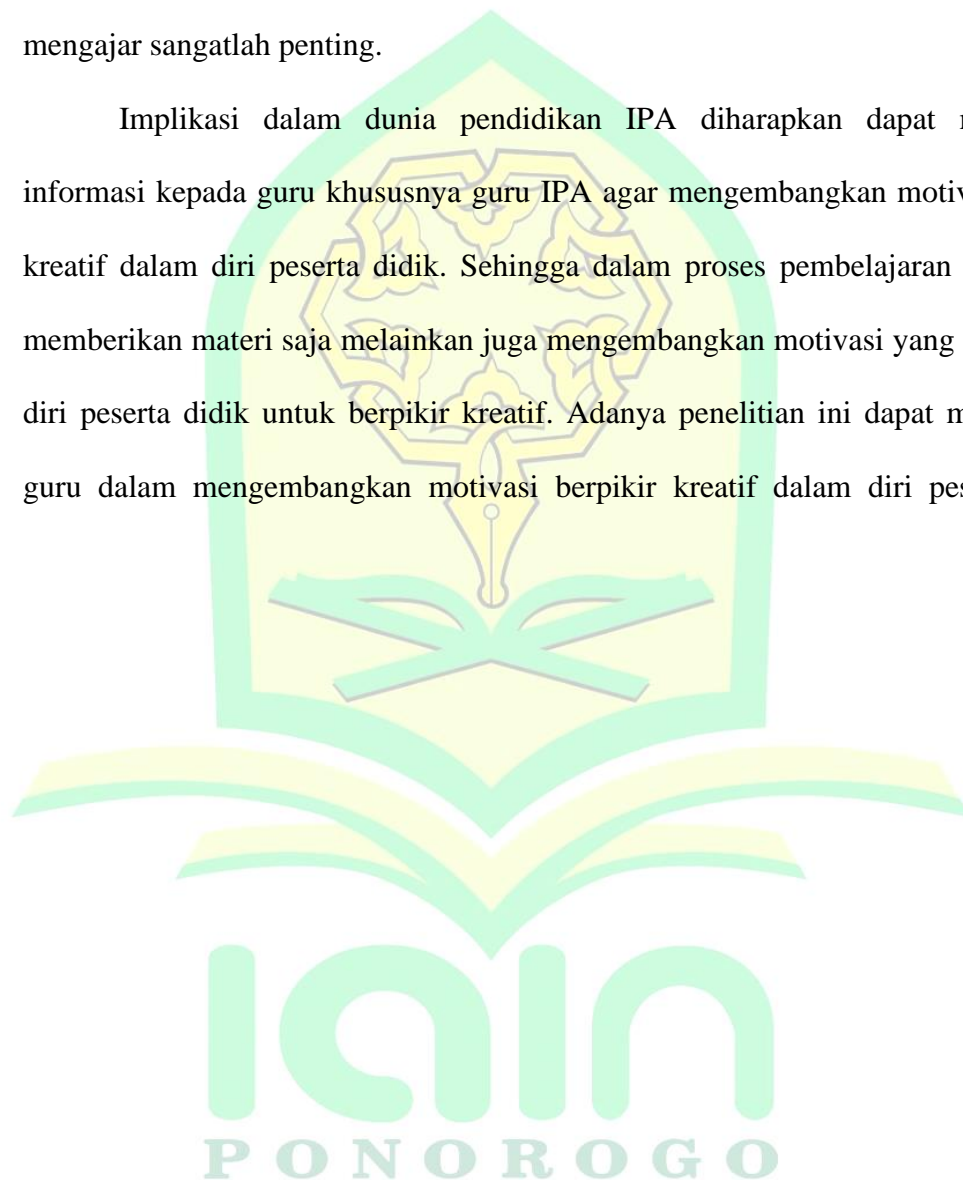 mengajar sangatlah penting.
Implikasi dalam dunia pendidikan IPA diharapkan dapat
informasi kepada guru khususnya guru IPA agar mengembangkan
kreatif dalam diri peserta didik. Sehingga dalam proses pembelajaran
memberikan materi saja melainkan juga mengembangkan motivasi yang
diri peserta didik untuk berpikir kreatif. Adanya penelitian ini dapat
guru dalam mengembangkan motivasi berpikir kreatif dalam diri
iain
PONOROGO